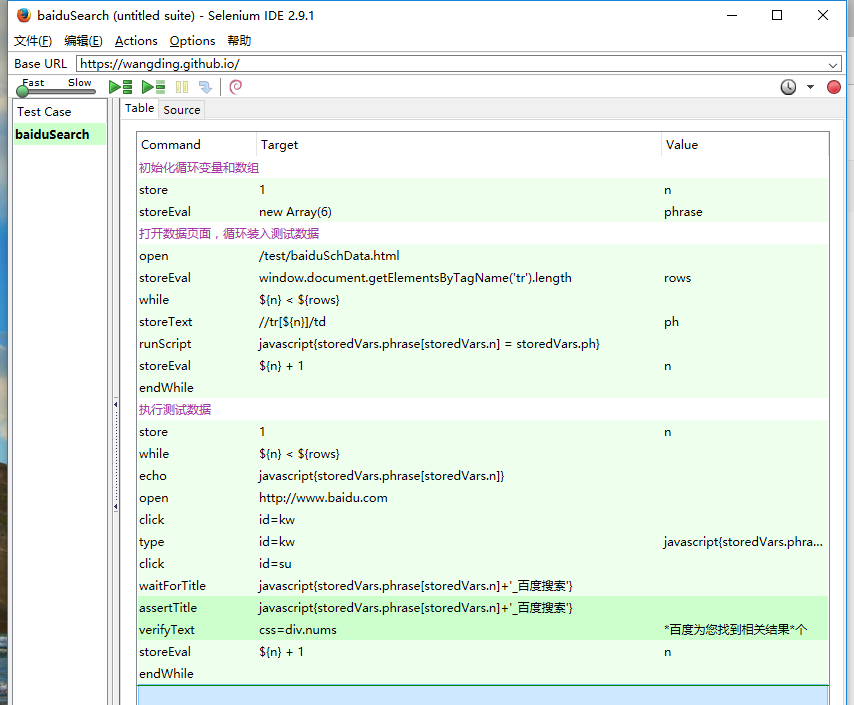 baiduSearch (untitled suite) - Selenium IDE 2.9.1
文件(F) 编辑(E) Actions Options 帮助
Base URL https://wangding.github.io/
Fast Slow
Test Case
baiduSearch
Table Source
Command Target Value
初始化循环变量和数组
store 1 n
storeEval new Array(6) phrase
打开数据页面，循环装入测试数据
open /test/baiduSchData.html
storeEval window.document.getElementsByTagName('tr').length rows
while ${n} < ${rows}
storeText //tr[${n}]/td ph
runScript javascript{storedVars.phrase[storedVars.n] = storedVars.ph}
storeEval ${n} + 1 n
endWhile
执行测试数据
store 1 n
while ${n} < ${rows}
echo javascript{storedVars.phrase[storedVars.n]}
open http://www.baidu.com
click id=kw
type id=kw javascript{storedVars.phra...
click id=su
waitForTitle javascript{storedVars.phrase[storedVars.n]+'_百度搜索'}
assertTitle javascript{storedVars.phrase[storedVars.n]+'_百度搜索'}
verifyText css=div.nums *百度为您找到相关结果*个
storeEval ${n} + 1 n
endWhile